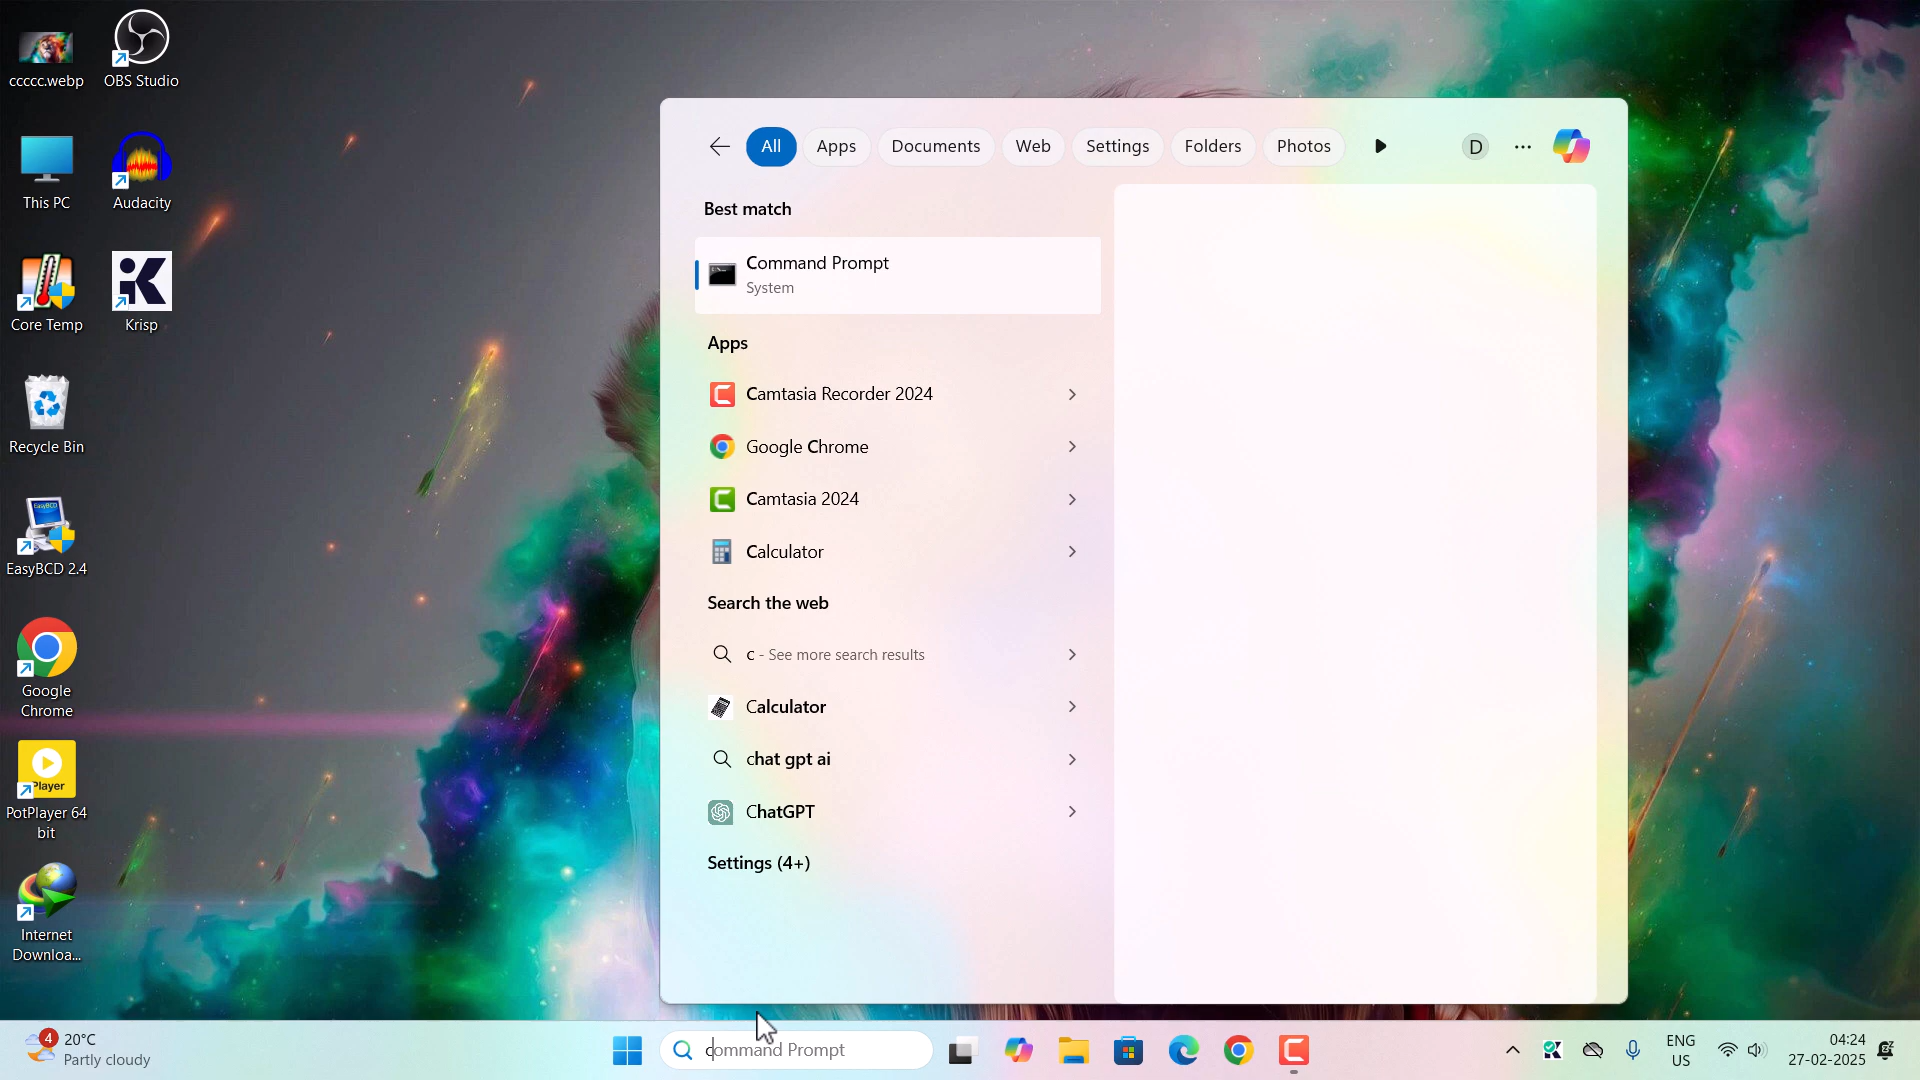 ccccc.webp
OBS Studio
This PC
Audacity
Core Temp
Krisp
Recycle Bin
EasyBCD
EasyBCD 2.4
Google
Chrome
Player
PotPlayer 64
bit
Internet
Downloa...
All
Apps
Documents
Web
Settings
Folders
Photos
D
Best match
Command Prompt
System
Apps
Camtasia Recorder 2024
Google Chrome
Camtasia 2024
Calculator
Search the web
c - See more search results
Calculator
chat gpt ai
ChatGPT
Settings (4+)
4
20°C
Partly cloudy
command Prompt
ENG
US
04:24
27-02-2025